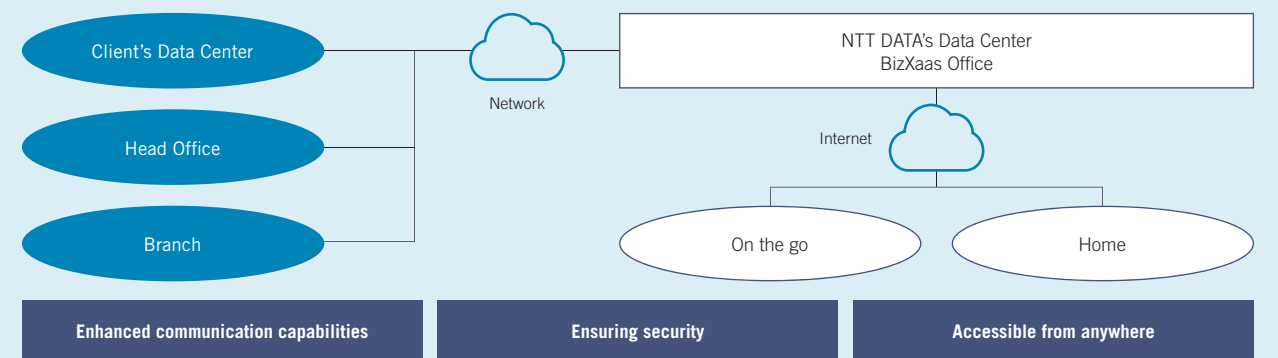 Client's Data Center
Network
NTT DATA's Data Center
BizXaas Office
Head Office
Internet
Branch
On the go
Home
Enhanced communication capabilities
Ensuring security
Accessible from anywhere